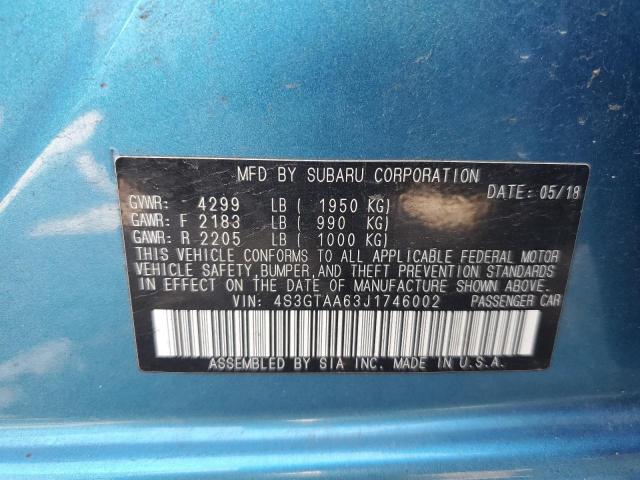 MFD BY SUBARU CORPORATION
DATE: 05/18
GVWR: 4299 LB ( 1950 KG)
GAWR: F 2183 LB ( 990 KG)
GAWR: R 2205 LB ( 1000 KG)
THIS VEHICLE CONFORMS TO ALL APPLICABLE FEDERAL MOTOR
VEHICLE SAFETY, BUMPER, AND THEFT PREVENTION STANDARDS
IN EFFECT ON THE DATE OF MANUFACTURE SHOWN ABOVE.
VIN: 4S3GTAA63J1746002 PASSENGER CAR
ASSEMBLED BY SIA INC. MADE IN U.S.A.